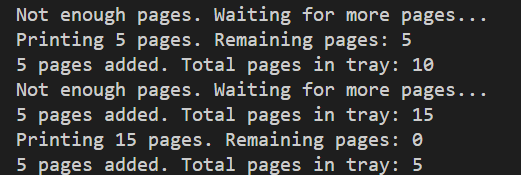 Not enough pages. Waiting for more pages...
Printing 5 pages. Remaining pages: 5
5 pages added. Total pages in tray: 10
Not enough pages. Waiting for more pages...
5 pages added. Total pages in tray: 15
Printing 15 pages. Remaining pages: 0
5 pages added. Total pages in tray: 5